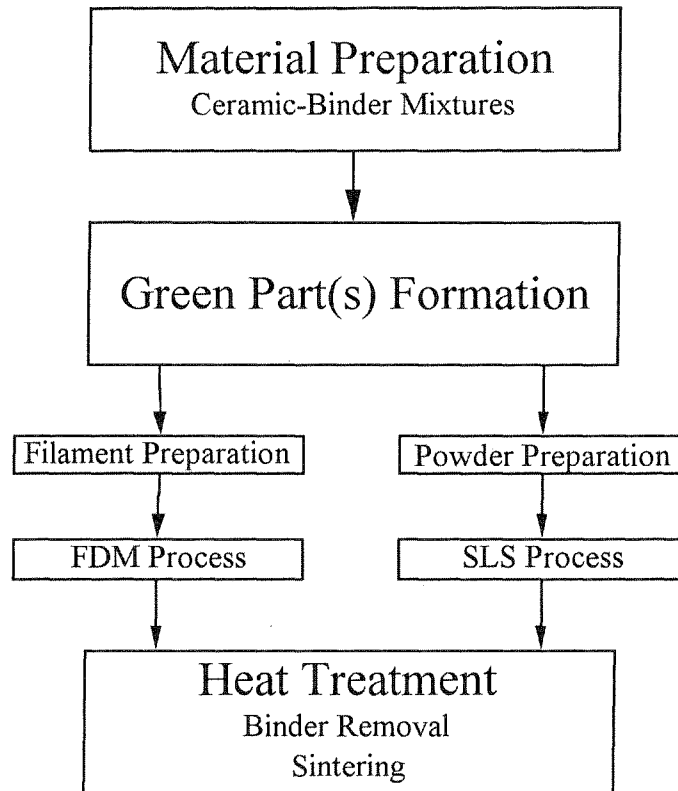 Material Preparation
Ceramic-Binder Mixtures
Green Part(s) Formation
Filament Preparation
Powder Preparation
FDM Process
SLS Process
Heat Treatment
Binder Removal
Sintering